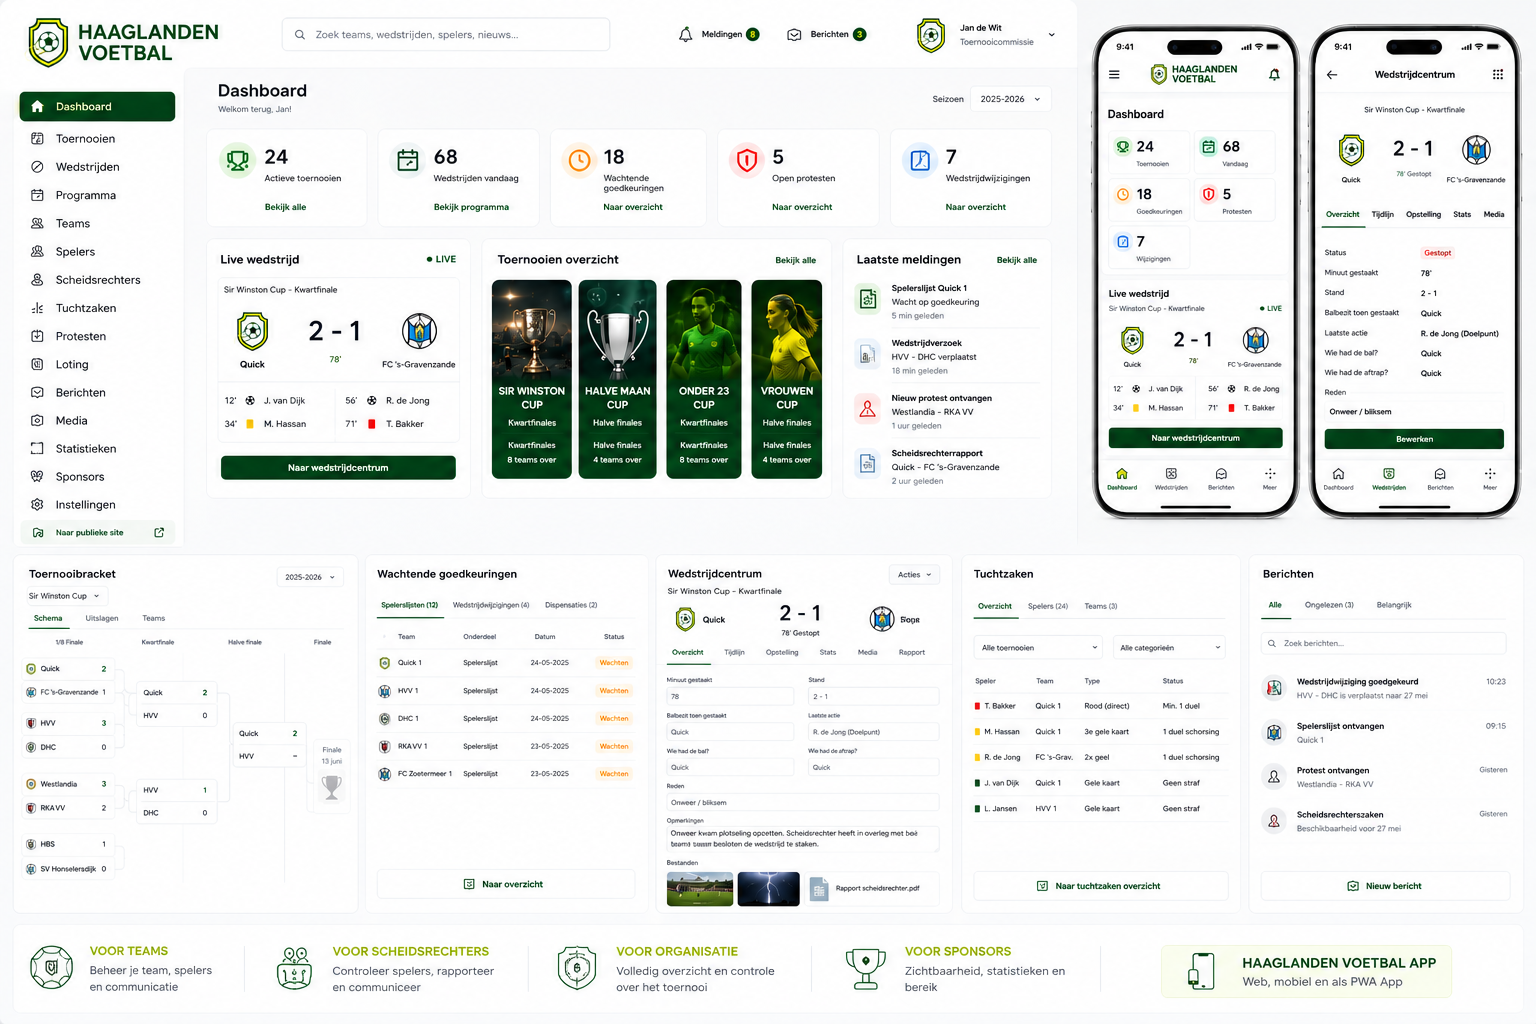 HAAGLANDEN
VOETBAL
Zoek teams, wedstrijden, spelers, nieuws...
Meldingen 8
Berichten 3
Jan de Wit
Toernooicommissie
Dashboard
Toernooien
Wedstrijden
Programma
Teams
Spelers
Scheidsrechters
Tuchtzaken
Protesten
Loting
Berichten
Media
Statistieken
Sponsors
Instellingen
Naar publieke site
Dashboard
Welkom terug, Jan!
Seizoen 2025-2026
24
Actieve toernooien
Bekijk alle
68
Wedstrijden vandaag
Bekijk programma
18
Wachtende
goedkeuringen
Naar overzicht
5
Open protesten
Naar overzicht
7
Wedstrijdwijzigingen
Naar overzicht
Live wedstrijd
LIVE
Sir Winston Cup - Kwartfinale
2 - 1
78'
Quick
FC 's-Gravenzande
12' J. van Dijk
56' R. de Jong
34' M. Hassan
71' T. Bakker
Naar wedstrijdcentrum
Toernooien overzicht
Bekijk alle
SIR WINSTON
CUP
Kwartfinales
Kwartfinales
8 teams over
HALVE MAAN
CUP
Halve finales
Halve finales
4 teams over
ONDER 23
CUP
Kwartfinales
Kwartfinales
8 teams over
VROUWEN
CUP
Halve finales
Halve finales
4 teams over
Laatste meldingen
Bekijk alle
Spelerslijst Quick 1
Wacht op goedkeuring
5 min geleden
Wedstrijdverzoek
HVV - DHC verplaatst
18 min geleden
Nieuw protest ontvangen
Westlandia - RKA VV
1 uur geleden
Scheidsrechterrapport
Quick - FC 's-Gravenzande
2 uur geleden
9:41
HAAGLANDEN
VOETBAL
Dashboard
24
Toernooien
68
Vandaag
18
Goedkeuringen
5
Protesten
7
Wijzigingen
Live wedstrijd
Sir Winston Cup - Kwartfinale
LIVE
2 - 1
78'
Quick
FC 's-Gravenzande
12' J. van Dijk
56' R. de Jong
34' M. Hassan
71' T. Bakker
Naar wedstrijdcentrum
Dashboard
Wedstrijden
Berichten
Meer
9:41
Wedstrijdcentrum
Sir Winston Cup - Kwartfinale
2 - 1
78' Gestopt
Quick
FC 's-Gravenzande
Overzicht
Tijdlijn
Opstelling
Stats
Media
Status Gestopt
Minuut gestaakt 78'
Stand 2 - 1
Balbezit toen gestaakt Quick
Laatste actie R. de Jong (Doelpunt)
Wie had de bal? Quick
Wie had de aftrap? Quick
Reden
Onweer / bliksem
Bewerken
Dashboard
Wedstrijden
Berichten
Meer
Toernooibracket
2025-2026
Sir Winston Cup
Schema
Uitslagen
Teams
1/8 Finale
Kwartfinale
Halve finale
Finale
Quick 2
FC 's-Gravenzande 1
HVV 3
DHC 0
Westlandia 3
RKAVV 2
HBS 1
SV Honselersdijk 0
Quick 2
HVV 0
HVV 1
DHC 0
Quick 2
HVV -
Finale
13 juni
Wachtende goedkeuringen
Spelerslijsten (12)
Wedstrijdwijzigingen (4)
Dispensaties (2)
Team Onderdeel Datum Status
Quick 1 Spelerslijst 24-05-2025 Wachten
HVV 1 Spelerslijst 24-05-2025 Wachten
DHC 1 Spelerslijst 24-05-2025 Wachten
RKAVV 1 Spelerslijst 23-05-2025 Wachten
FC Zoetermeer 1 Spelerslijst 23-05-2025 Wachten
Naar overzicht
Wedstrijdcentrum
Acties
Sir Winston Cup - Kwartfinale
Quick
2 - 1
78' Gestopt
Overzicht
Tijdlijn
Opstelling
Stats
Media
Rapport
Minuut gestaakt
78
Stand
2 - 1
Balbezit toen gestaakt
Quick
Laatste actie
R. de Jong (Doelpunt)
Wie had de bal?
Quick
Wie had de aftrap?
Quick
Reden
Onweer / bliksem
Opmerkingen
Onweer kwam plotseling opzetten. Scheidsrechter heeft in overleg met
teams besloten de wedstrijd te staken.
Bestanden
Rapport scheidsrechter.pdf
Tuchtzaken
Overzicht
Spelers (24)
Teams (3)
Alle toernooien
Alle categorieën
Speler Team Type Status
T. Bakker Quick 1 Rood (direct) Min. 1 duel
M. Hassan Quick 1 3e gele kaart 1 duel schorsing
R. de Jong FC 's-Grav. 2x geel 1 duel schorsing
J. van Dijk Quick 1 Gele kaart Geen straf
L. Jansen HVV 1 Gele kaart Geen straf
Naar tuchtzaken overzicht
Berichten
Alle
Ongelezen (3)
Belangrijk
Zoek berichten...
Wedstrijdwijziging goedgekeurd 10:23
HVV - DHC is verplaatst naar 27 mei
Spelerslijst ontvangen 09:15
Quick 1
Protest ontvangen Gisteren
Westlandia - RKA VV
Scheidsrechterszaken Gisteren
Beschikbaarheid voor 27 mei
Nieuw bericht
VOOR TEAMS
Beheer je team, spelers
en communicatie
VOOR SCHEIDSRECHTERS
Controleer spelers, rapporteer
en communiceer
VOOR ORGANISATIE
Volledig overzicht en controle
over het toernooi
VOOR SPONSORS
Zichtbaarheid, statistieken en
bereik
HAAGLANDEN VOETBAL APP
Web, mobiel en als PWA App